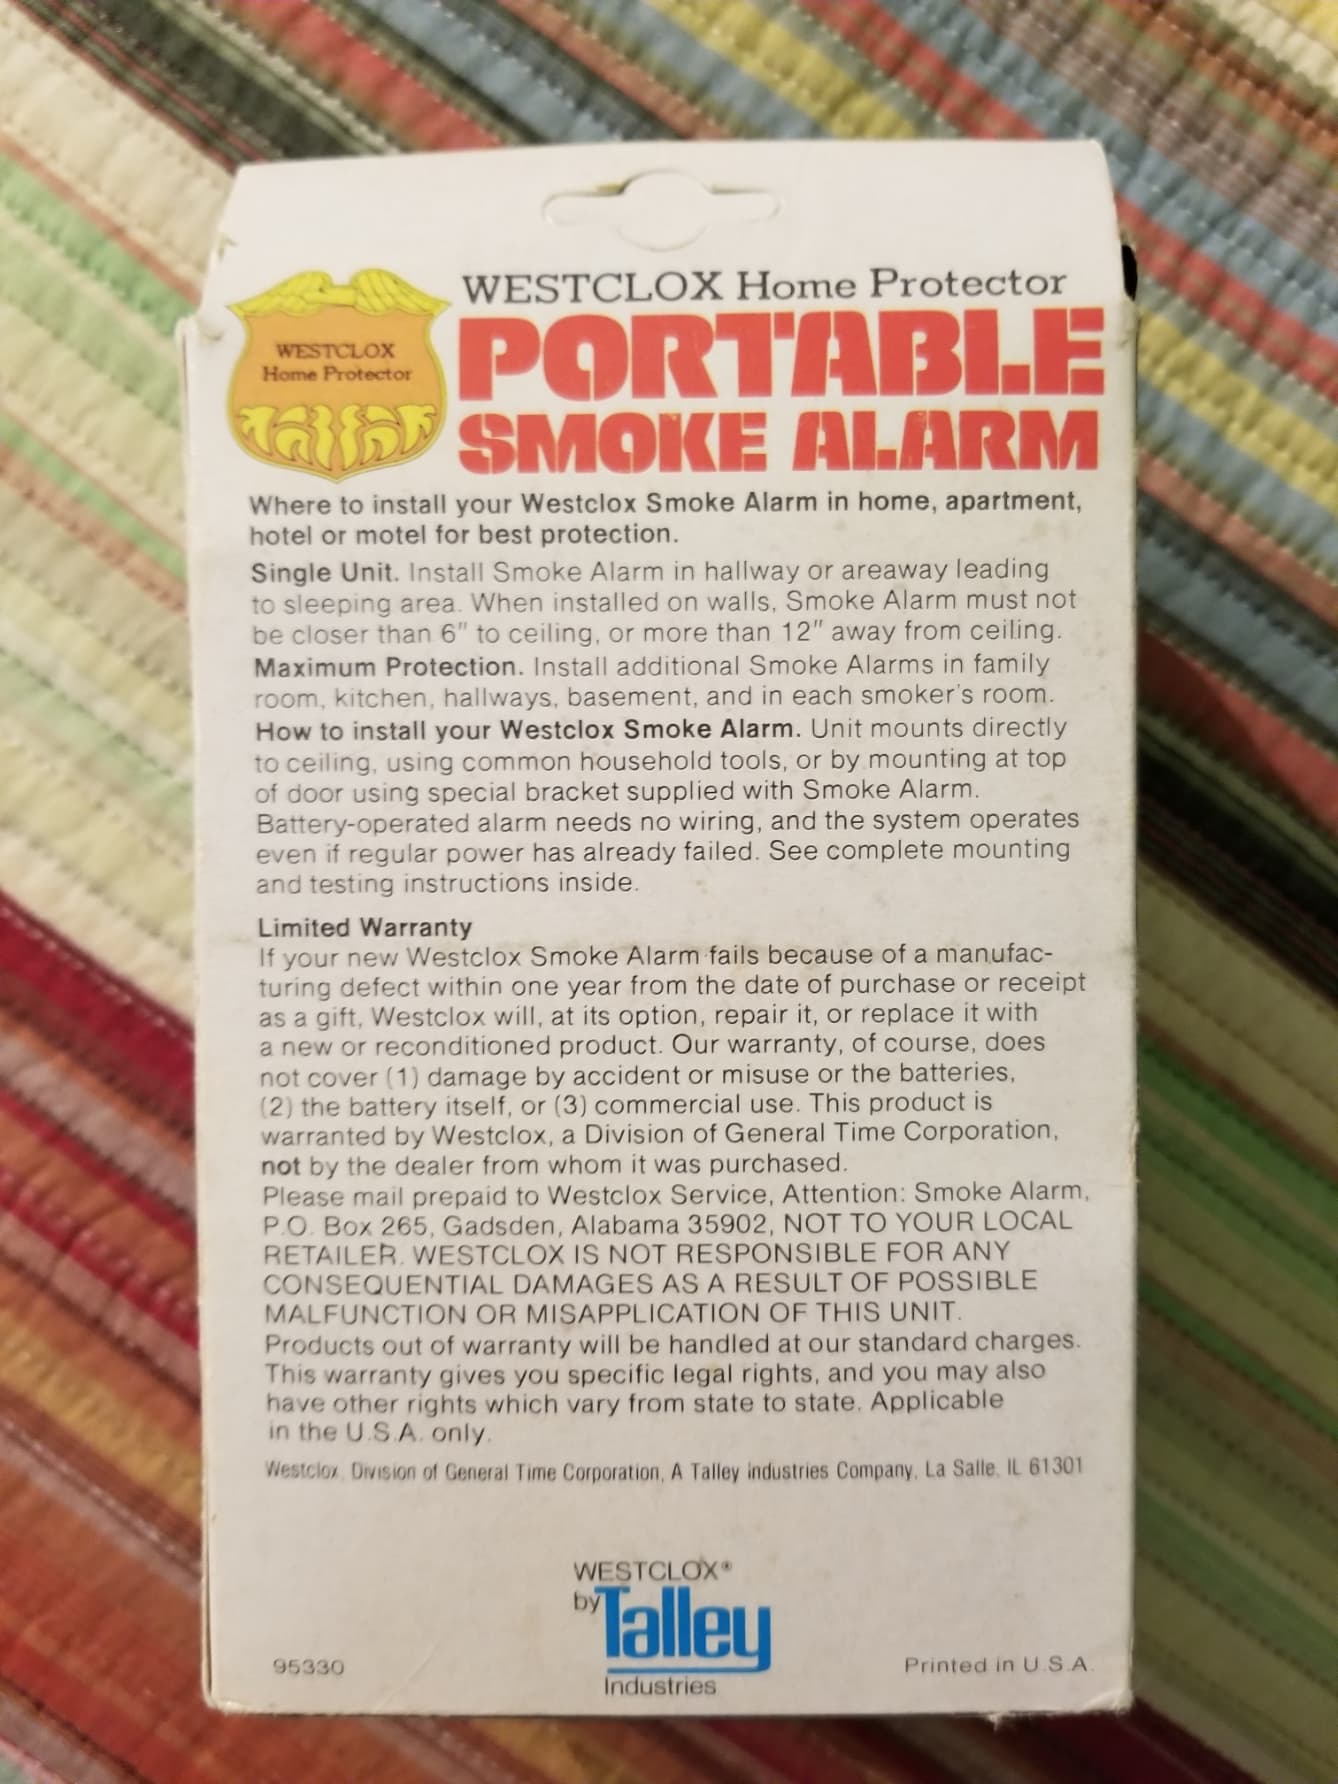 WESTCLOX Home Protector
WESTCLOX
Home Protector
PORTABLE
SMOKE ALARM
Where to install your Westclox Smoke Alarm in home, apartment,
hotel or motel for best protection.
Single Unit. Install Smoke Alarm in hallway or areaway leading
to sleeping area. When installed on walls, Smoke Alarm must not
be closer than 6" to ceiling, or more than 12" away from ceiling.
Maximum Protection. Install additional Smoke Alarms in family
room, kitchen, hallways, basement, and in each smoker's room.
How to install your Westclox Smoke Alarm. Unit mounts directly
to ceiling, using common household tools, or by mounting at top
of door using special bracket supplied with Smoke Alarm.
Battery-operated alarm needs no wiring, and the system operates
even if regular power has already failed. See complete mounting
and testing instructions inside.
Limited Warranty
If your new Westclox Smoke Alarm fails because of a manufac-
turing defect within one year from the date of purchase or receipt
as a gift, Westclox will, at its option, repair it, or replace it with
a new or reconditioned product. Our warranty, of course, does
not cover (1) damage by accident or misuse or the batteries,
(2) the battery itself, or (3) commercial use. This product is
warranted by Westclox, a Division of General Time Corporation,
not by the dealer from whom it was purchased.
Please mail prepaid to Westclox Service, Attention: Smoke Alarm,
P.O. Box 265, Gadsden, Alabama 35902, NOT TO YOUR LOCAL
RETAILER. WESTCLOX IS NOT RESPONSIBLE FOR ANY
CONSEQUENTIAL DAMAGES AS A RESULT OF POSSIBLE
MALFUNCTION OR MISAPPLICATION OF THIS UNIT.
Products out of warranty will be handled at our standard charges.
This warranty gives you specific legal rights, and you may also
have other rights which vary from state to state. Applicable
in the U.S.A. only.
Westclox, Division of General Time Corporation, A Talley Industries Company, La Salle, IL 61301
WESTCLOX®
by Talley
Industries
95330
Printed in U.S.A.